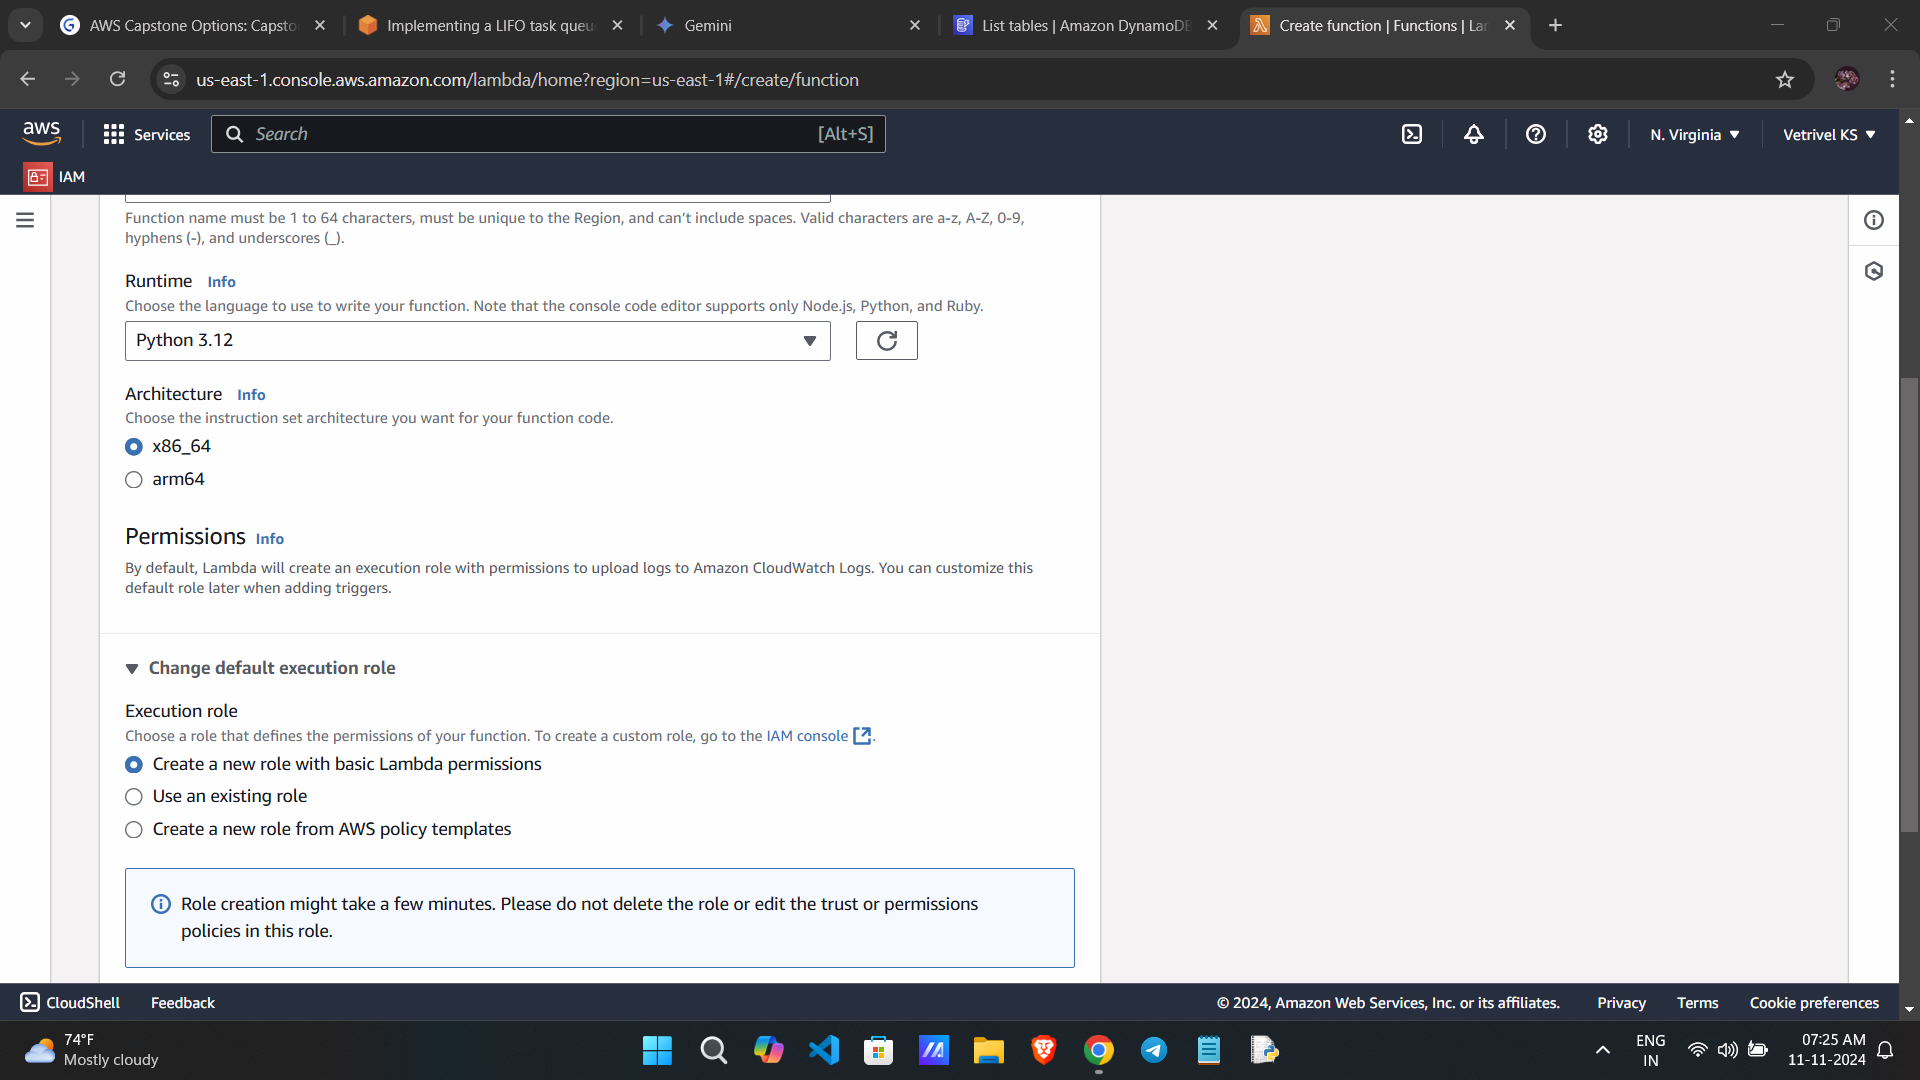 AWS Capstone Options: Capsto
Implementing a LIFO task queu
Gemini
List tables | Amazon DynamoDB
Create function | Functions | La
us-east-1.console.aws.amazon.com/lambda/home?region=us-east-1#/create/function
aws
Services
Search
[Alt+S]
N. Virginia
Vetrivel KS
IAM
Function name must be 1 to 64 characters, must be unique to the Region, and can't include spaces. Valid characters are a-z, A-Z, 0-9,
hyphens (-), and underscores (_).
Runtime Info
Choose the language to use to write your function. Note that the console code editor supports only Node.js, Python, and Ruby.
Python 3.12
Architecture Info
Choose the instruction set architecture you want for your function code.
x86_64
arm64
Permissions Info
By default, Lambda will create an execution role with permissions to upload logs to Amazon CloudWatch Logs. You can customize this
default role later when adding triggers.
Change default execution role
Execution role
Choose a role that defines the permissions of your function. To create a custom role, go to the IAM console.
Create a new role with basic Lambda permissions
Use an existing role
Create a new role from AWS policy templates
Role creation might take a few minutes. Please do not delete the role or edit the trust or permissions
policies in this role.
CloudShell
Feedback
© 2024, Amazon Web Services, Inc. or its affiliates.
Privacy
Terms
Cookie preferences
74°F
Mostly cloudy
ENG
IN
07:25 AM
11-11-2024